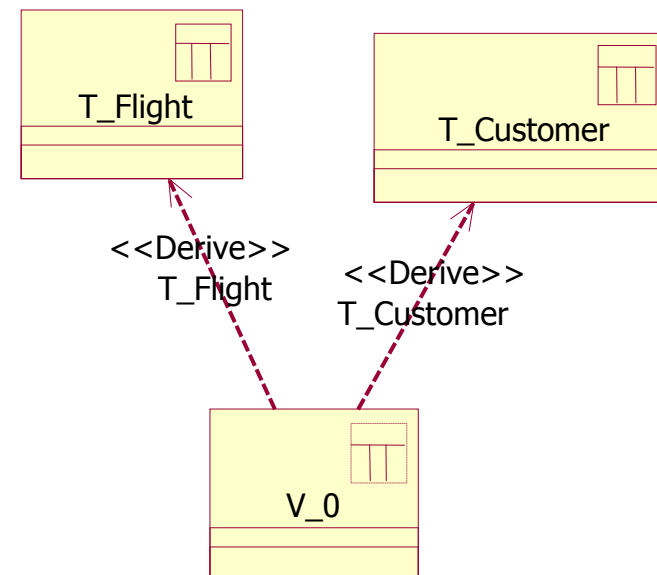 T_Flight
T_Customer
<<Derive>>
T_Flight
<<Derive>>
T_Customer
V_0